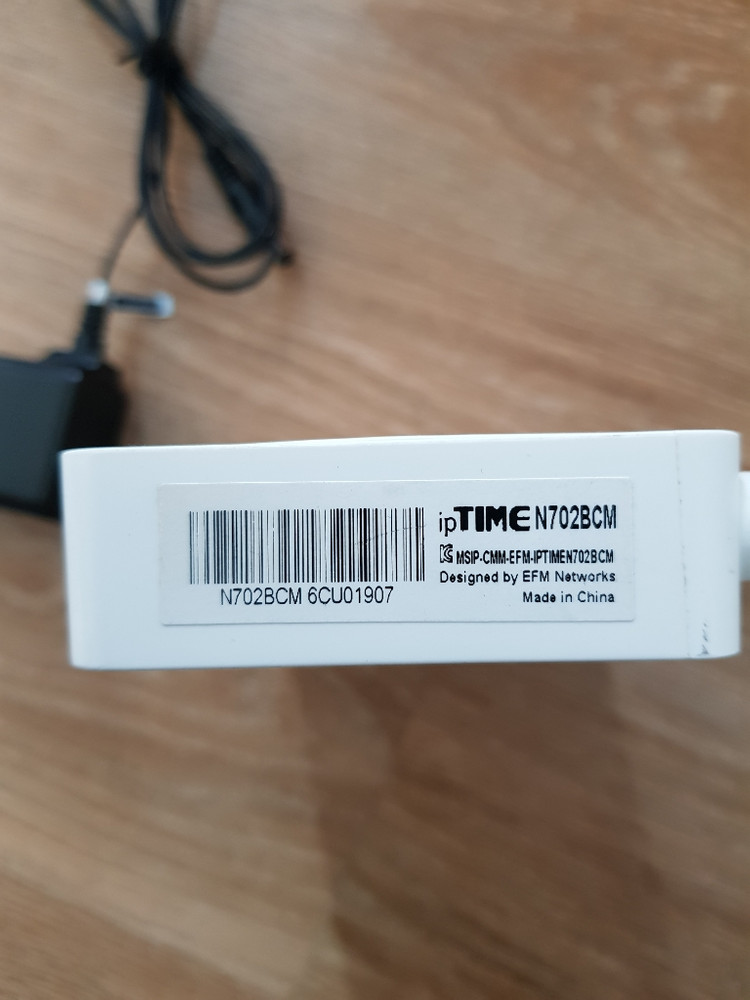 N702BCM 6CU01907
ipTIME N702BCM
MSIP-CMM-EFM-IPTIMEN702BCM
Designed by EFM Networks
Made in China